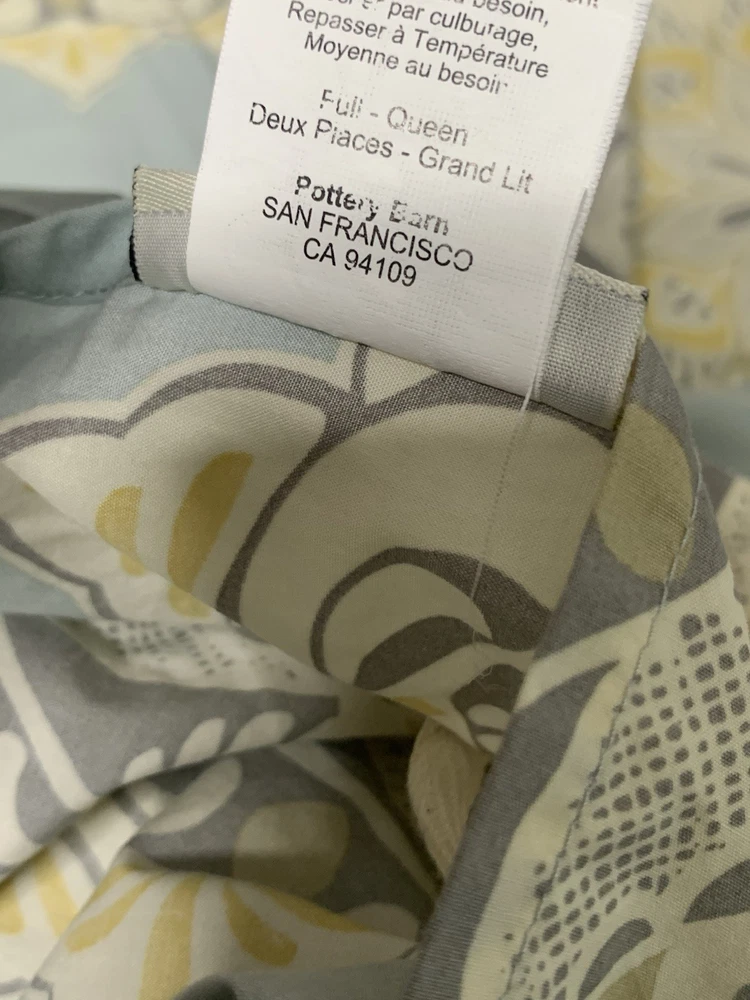 besoin,
par culbutage,
Repasser à Température
Moyenne au besoin
Full - Queen
Deux Places - Grand Lit
Pottery Barn
SAN FRANCISCO
CA 94109